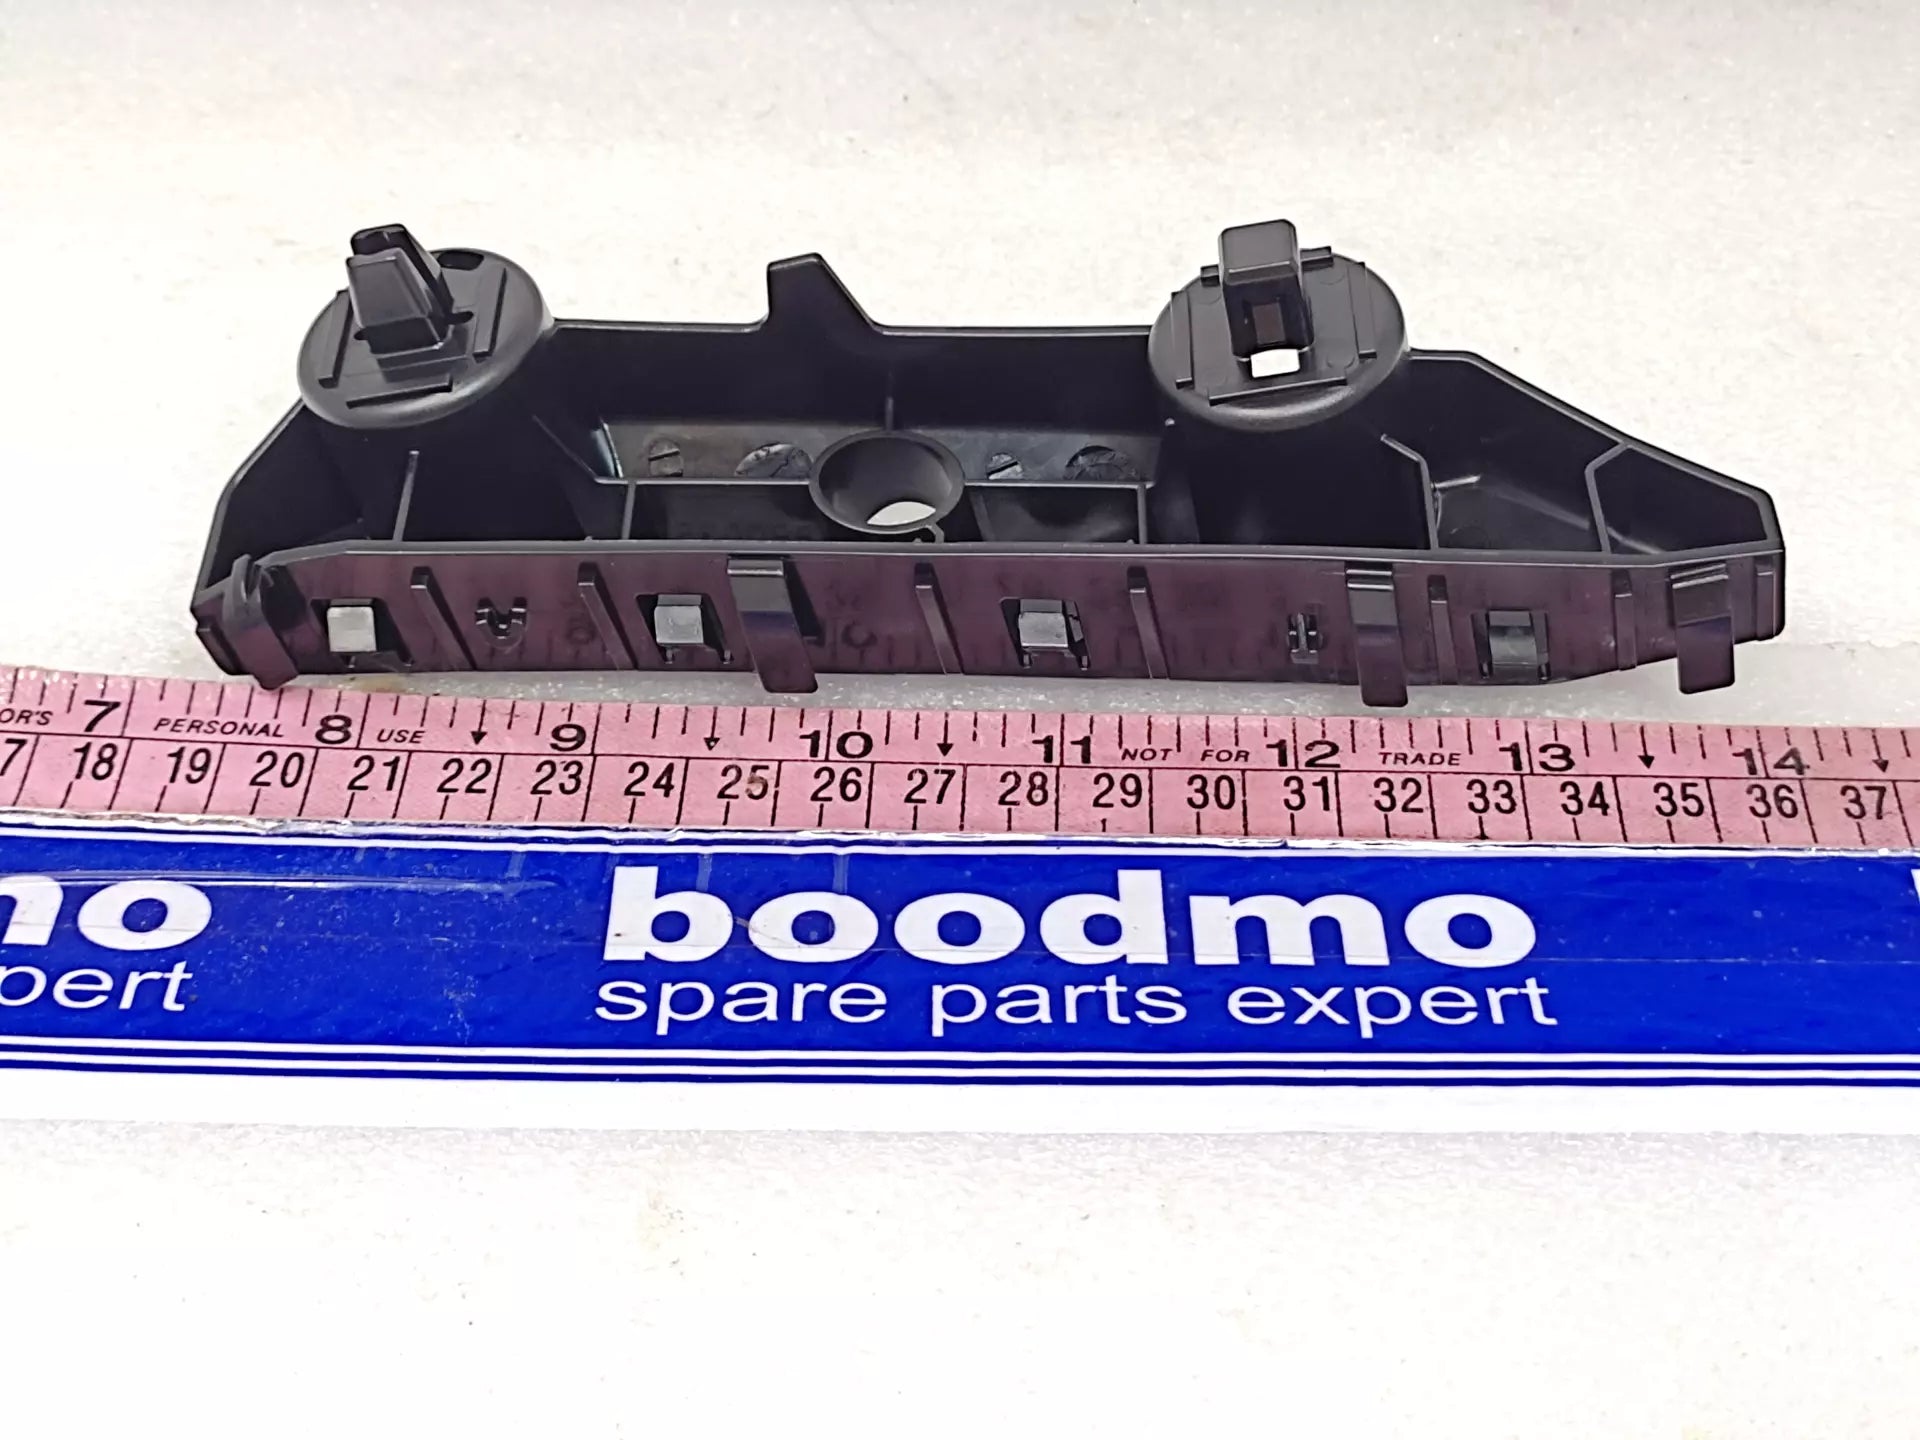 OR'S 7 PERSONAL 8 USE 9 10 11 NOT FOR 12 TRADE 13 14
7 18 19 20 21 22 23 24 25 26 27 28 29 30 31 32 33 34 35 36 37
mo
pert
boodmo
spare parts expert